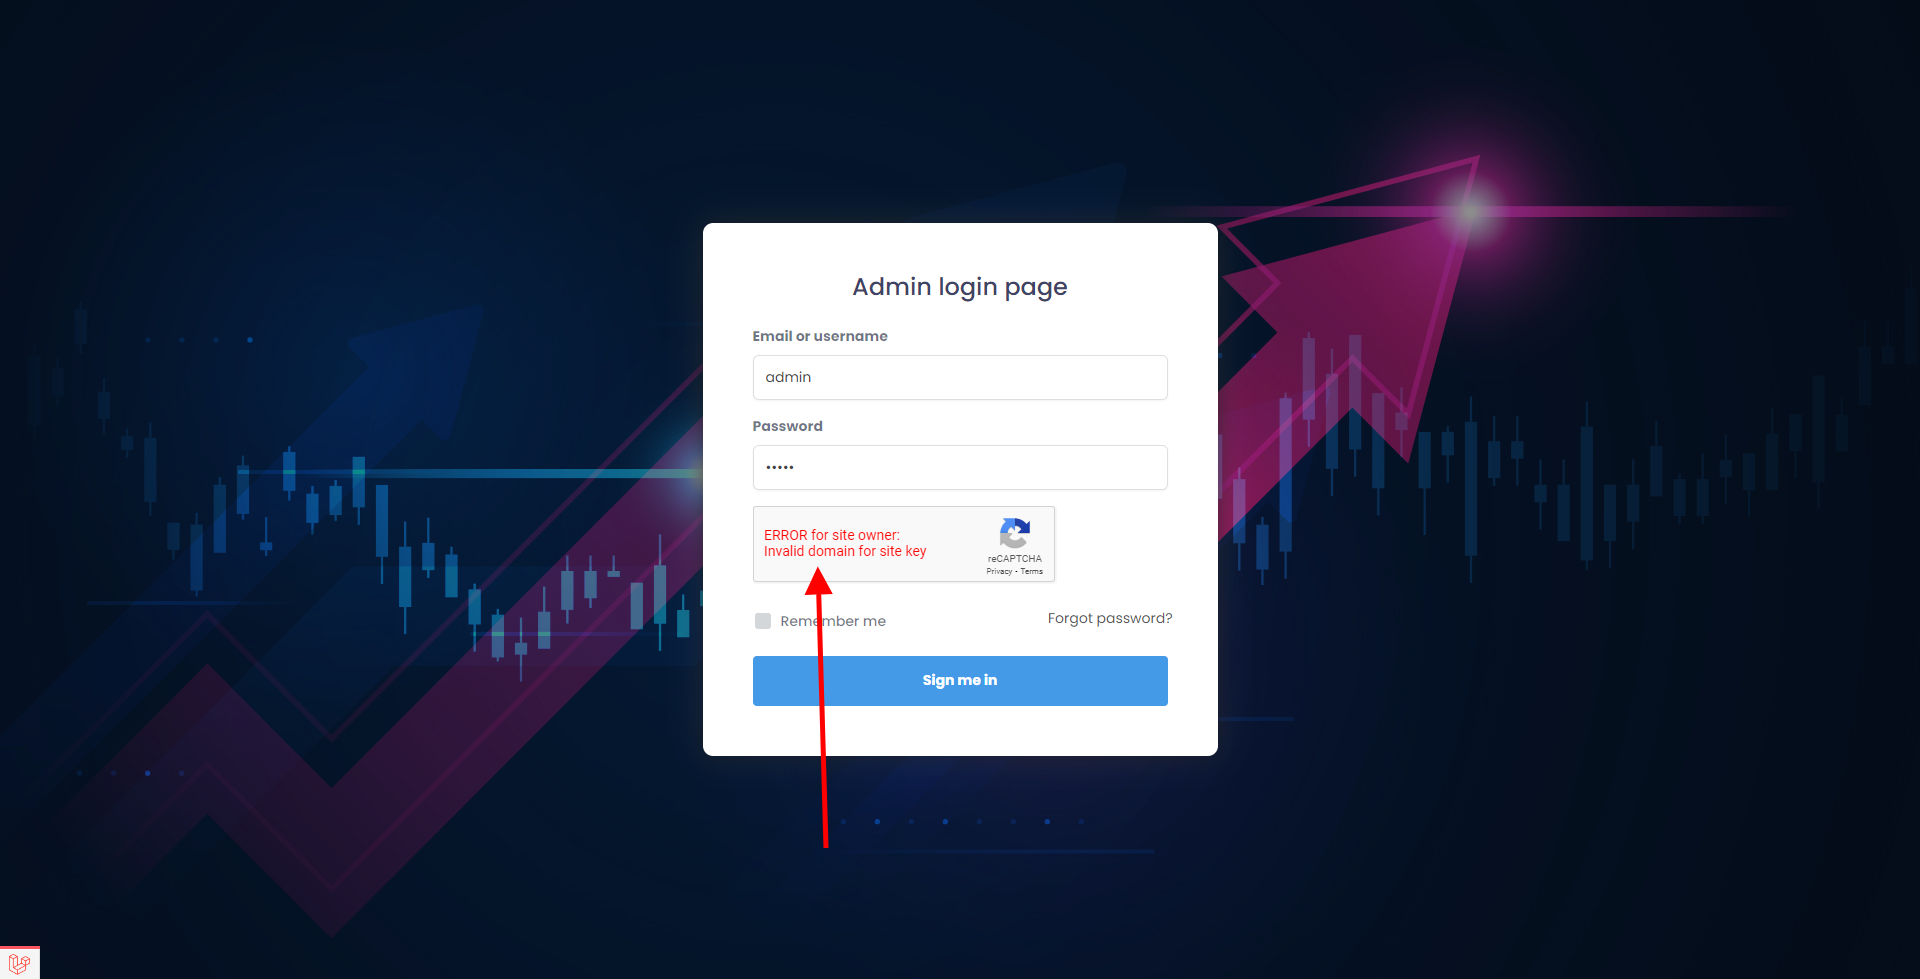 Admin login page
Email or username
admin
Password
•••••
ERROR for site owner:
Invalid domain for site key
reCAPTCHA
Privacy - Terms
Remember me
Forgot password?
Sign me in